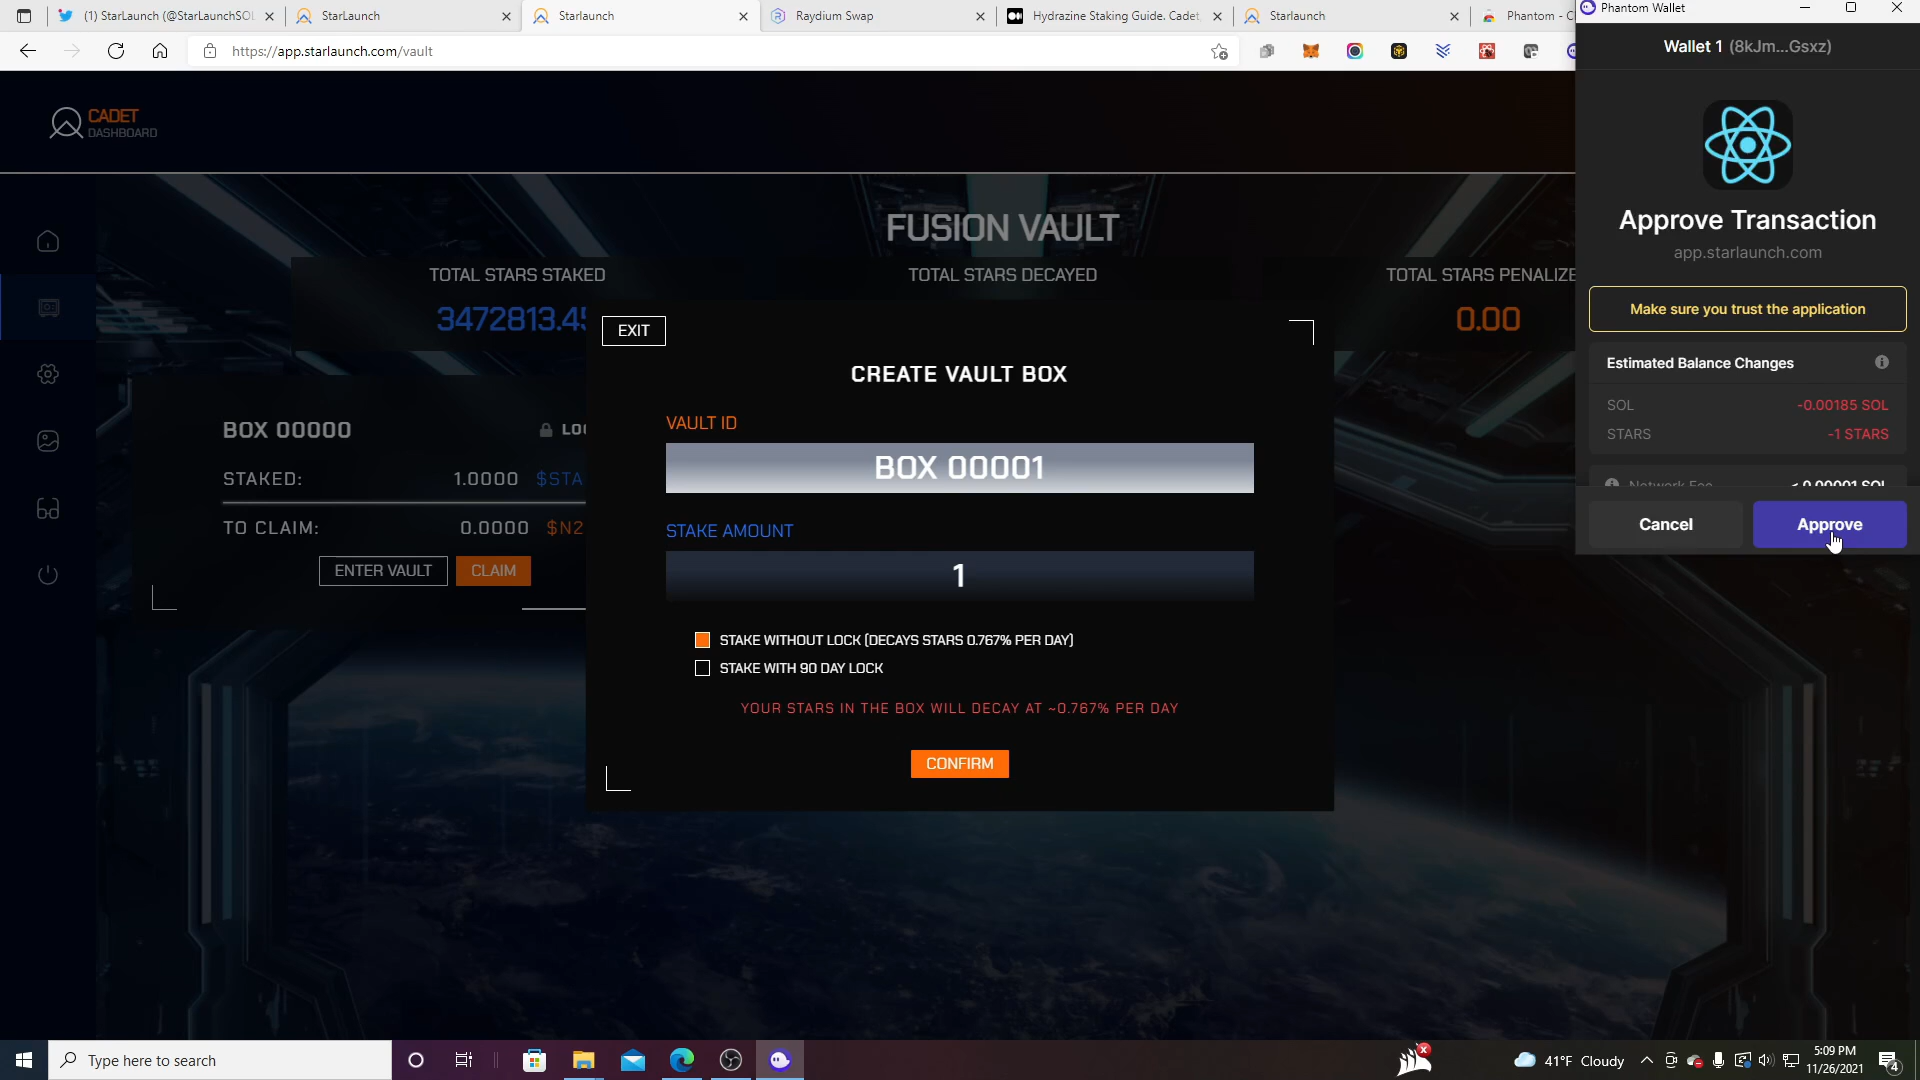 (1) StarLaunch (@StarLaunchSOL
StarLaunch
Starlaunch
Raydium Swap
Hydrazine Staking Guide. Cadet,
Starlaunch
Phantom - C
Phantom Wallet
https://app.starlaunch.com/vault
Wallet 1 (8kJm...Gsxz)
CADET
DASHBOARD
Approve Transaction
app.starlaunch.com
FUSION VAULT
TOTAL STARS STAKED
TOTAL STARS DECAYED
TOTAL STARS PENALIZE
3472813.45
0.00
Make sure you trust the application
EXIT
Estimated Balance Changes
CREATE VAULT BOX
SOL -0.00185 SOL
STARS -1 STARS
BOX 00000
VAULT ID
BOX 00001
STAKED: 1.0000 $STA
Network Fee < 0.00001 SOL
TO CLAIM: 0.0000 $N2
STAKE AMOUNT
Cancel
Approve
ENTER VAULT
CLAIM
1
STAKE WITHOUT LOCK (DECAYS STARS 0.767% PER DAY)
STAKE WITH 90 DAY LOCK
YOUR STARS IN THE BOX WILL DECAY AT ~0.767% PER DAY
CONFIRM
Type here to search
41°F Cloudy
5:09 PM
11/26/2021
4